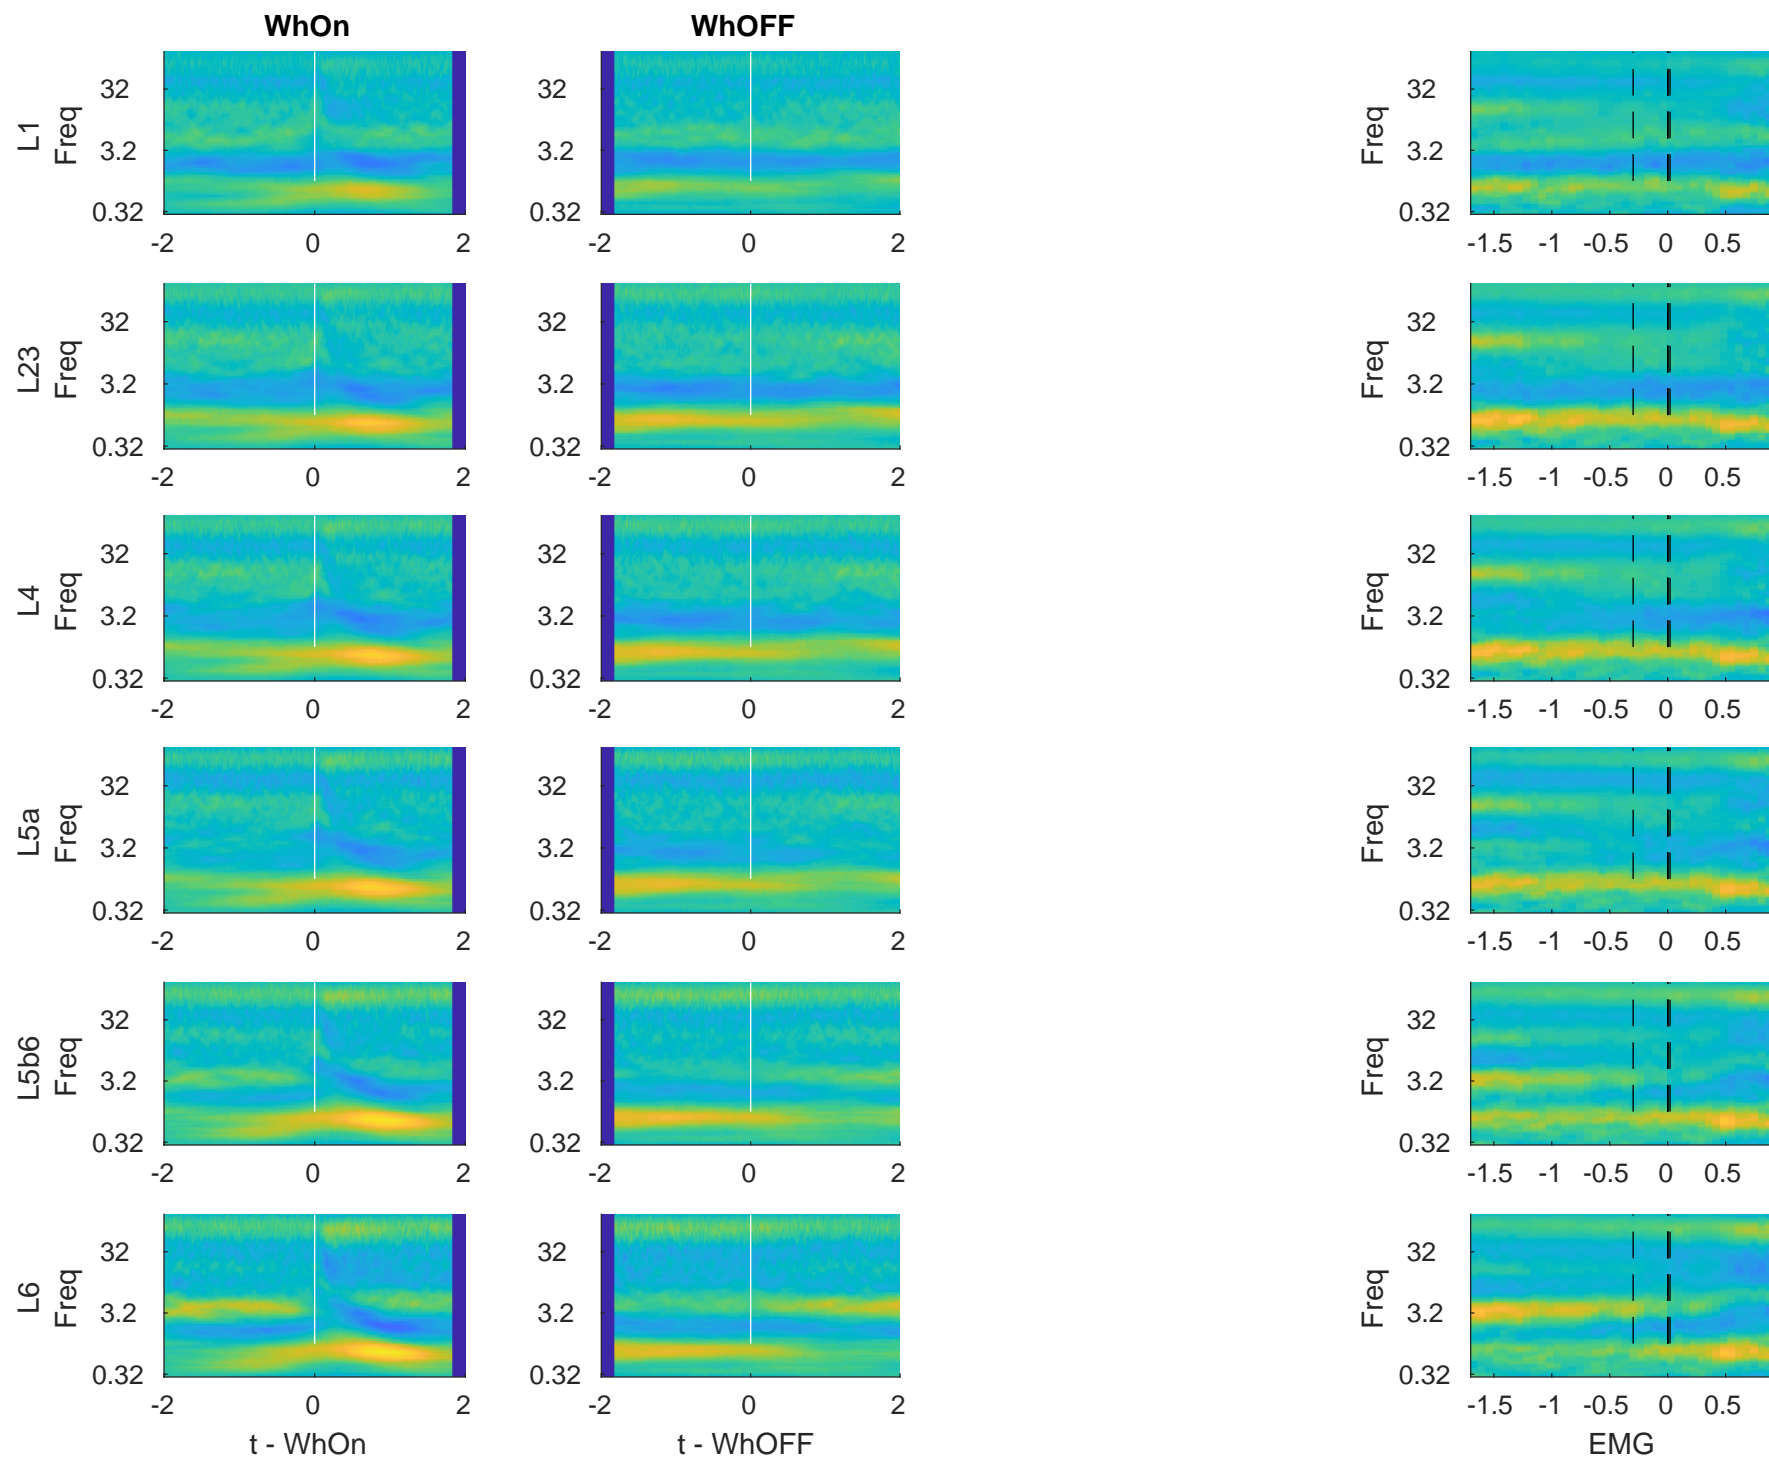 WhOn WhOFF
L1 Freq 32 3.2 0.32 -2 0 2
32 3.2 0.32 -2 0 2
Freq 32 3.2 0.32 -1.5 -1 -0.5 0 0.5
L23 Freq 32 3.2 0.32 -2 0 2
32 3.2 0.32 -2 0 2
Freq 32 3.2 0.32 -1.5 -1 -0.5 0 0.5
L4 Freq 32 3.2 0.32 -2 0 2
32 3.2 0.32 -2 0 2
Freq 32 3.2 0.32 -1.5 -1 -0.5 0 0.5
L5a Freq 32 3.2 0.32 -2 0 2
32 3.2 0.32 -2 0 2
Freq 32 3.2 0.32 -1.5 -1 -0.5 0 0.5
L5b6 Freq 32 3.2 0.32 -2 0 2
32 3.2 0.32 -2 0 2
Freq 32 3.2 0.32 -1.5 -1 -0.5 0 0.5
L6 Freq 32 3.2 0.32 -2 0 2
32 3.2 0.32 -2 0 2
Freq 32 3.2 0.32 -1.5 -1 -0.5 0 0.5
t - WhOn t - WhOFF EMG